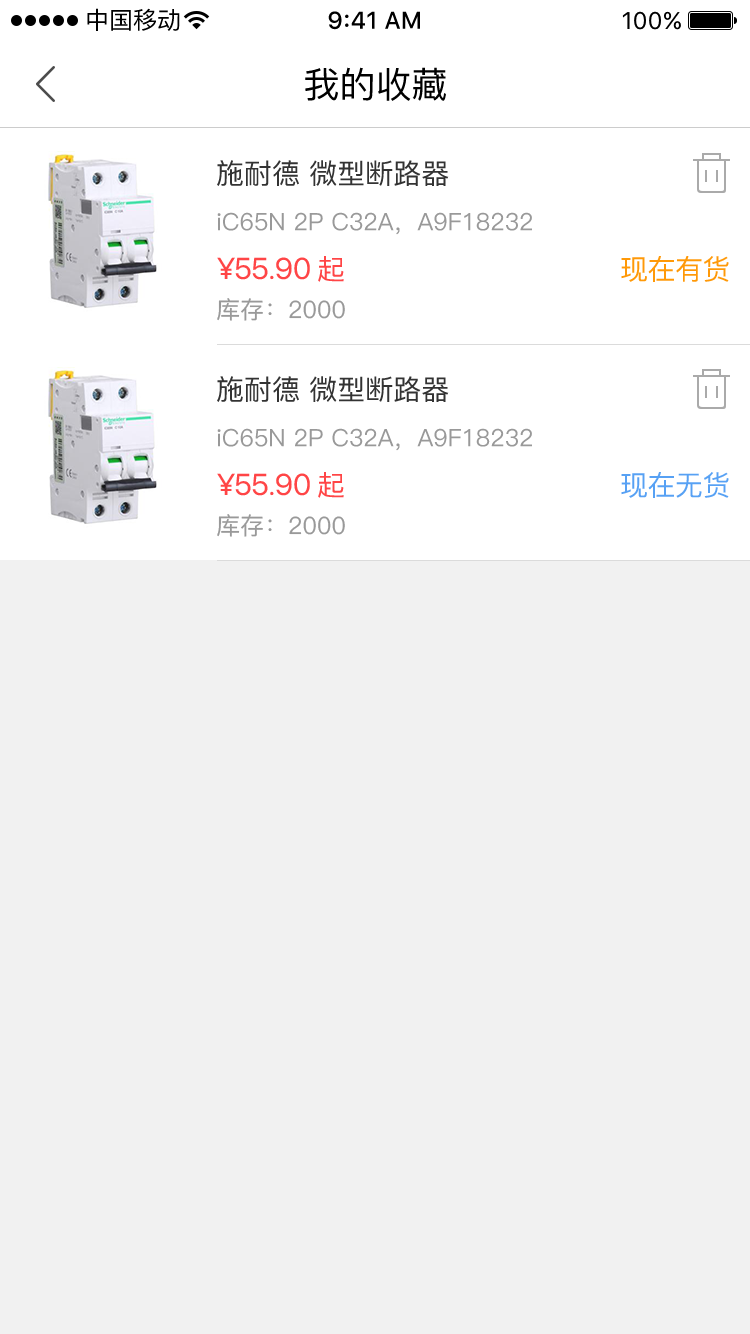 中国移动 9:41 AM 100%
我的收藏
施耐德 微型断路器
iC65N 2P C32A，A9F18232
¥55.90 起 现在有货
库存：2000
Schneider
施耐德 微型断路器
iC65N 2P C32A，A9F18232
¥55.90 起 现在无货
库存：2000
Schneider